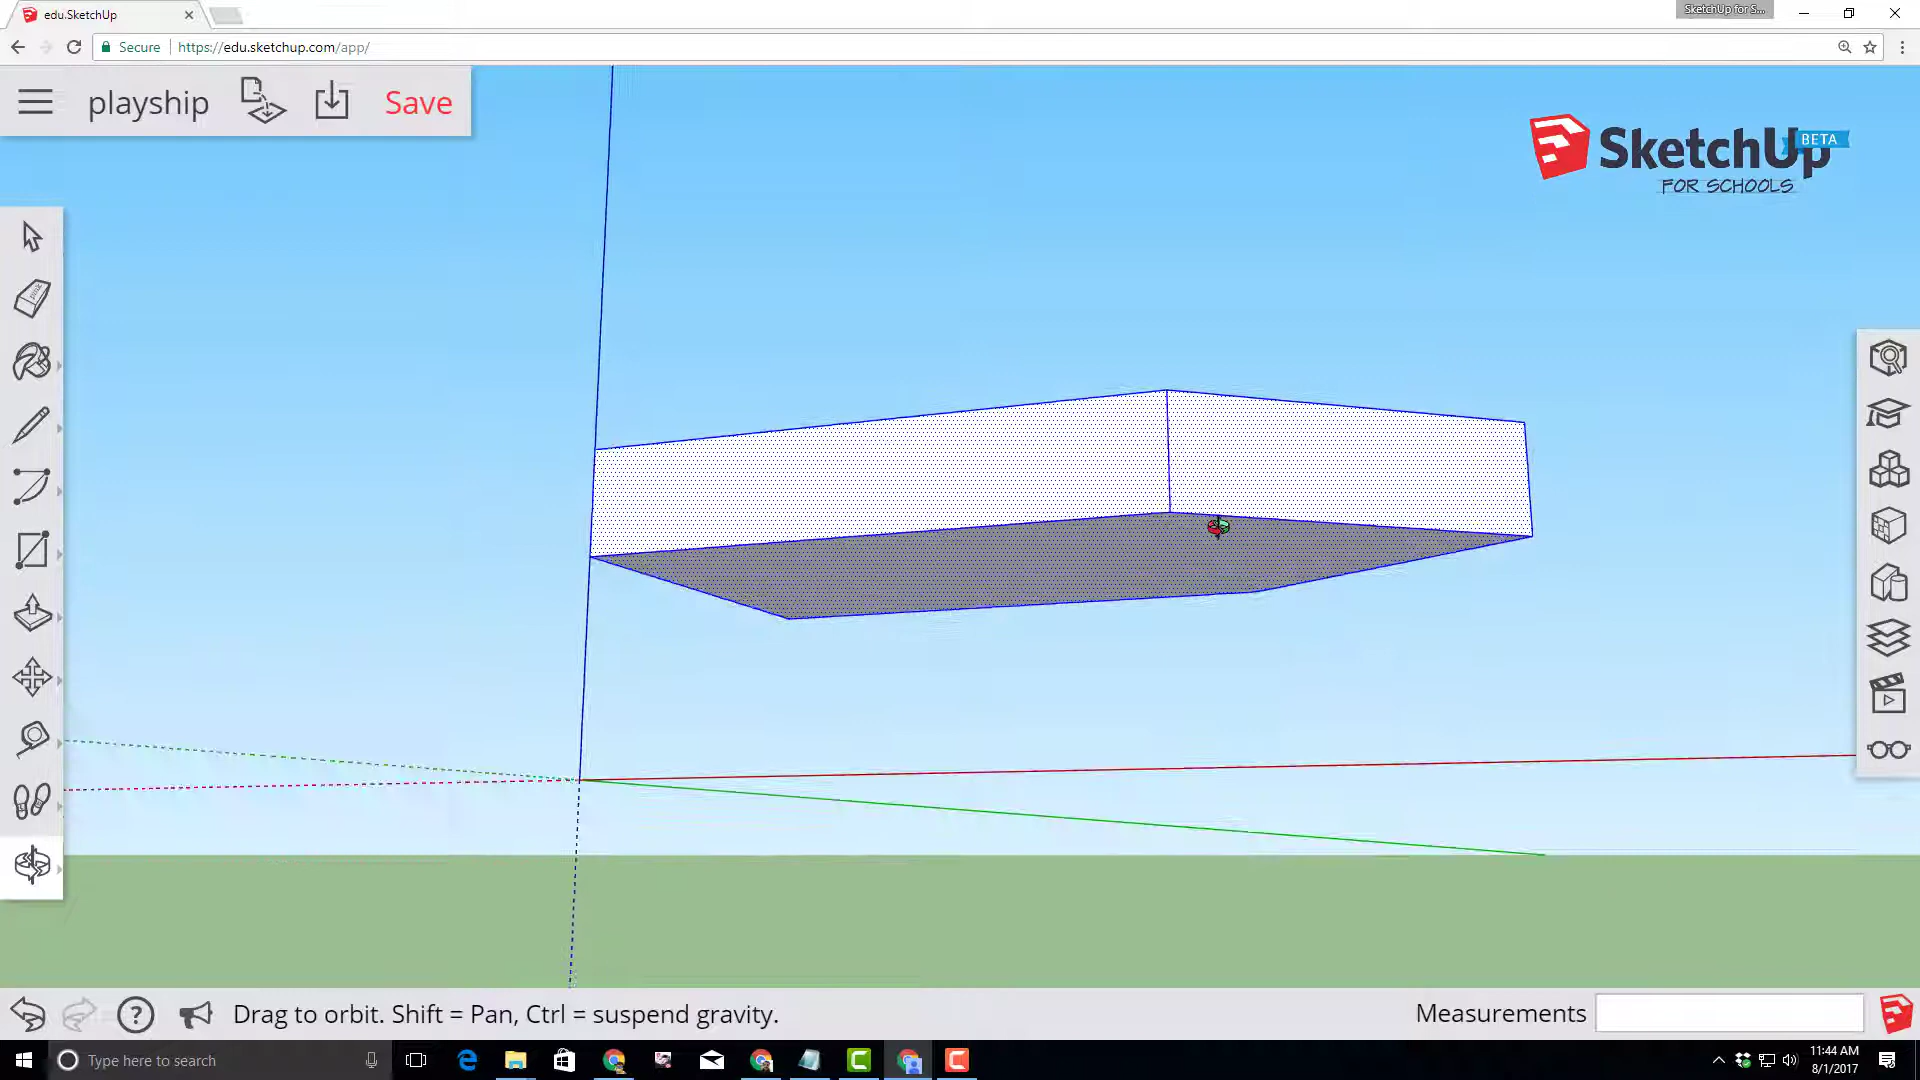 edu.SketchUp
SketchUp for S...
Secure
https://edu.sketchup.com/app/
playship
Save
SketchUp
BETA
FOR SCHOOLS
Drag to orbit. Shift = Pan, Ctrl = suspend gravity.
Measurements
Type here to search
11:44 AM
8/1/2017